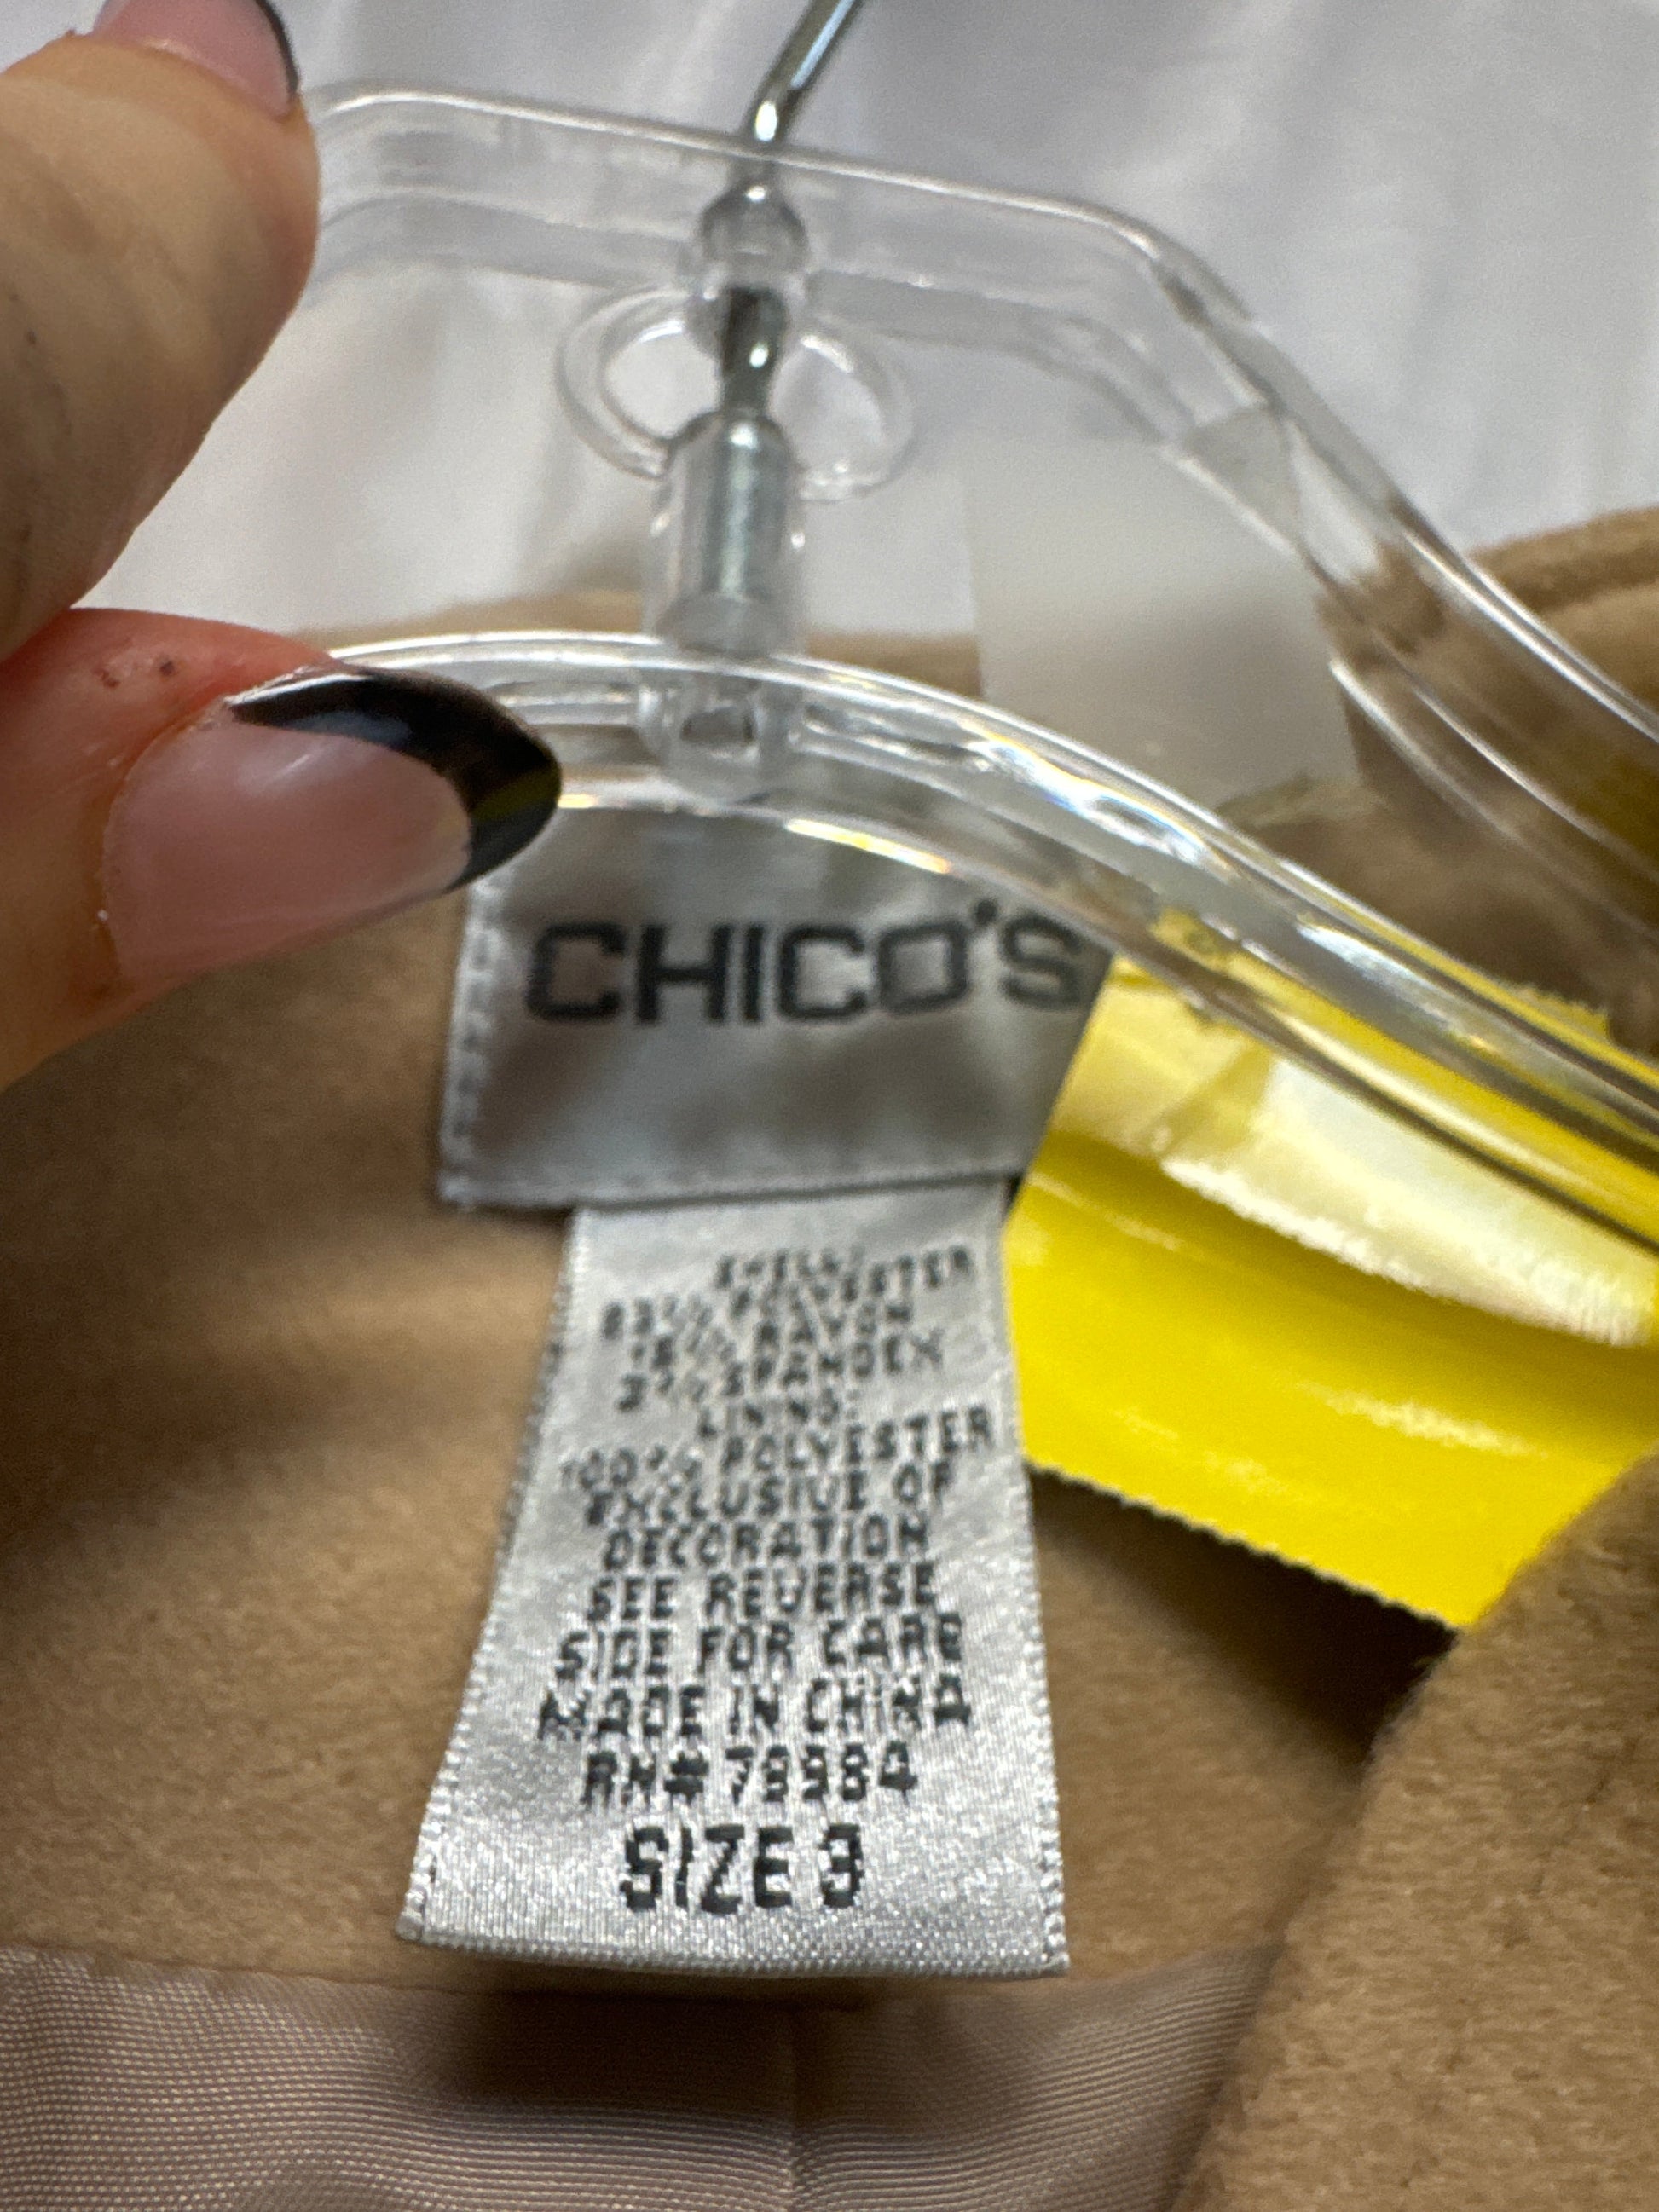 CHICO'S
SHELL:
POLYESTER
RAYON
SPANDEX
LINING:
100% POLYESTER
EXCLUSIVE OF
DECORATION
SEE REVERSE
SIDE FOR CARE
MADE IN CHINA
RN# 79984
SIZE 3